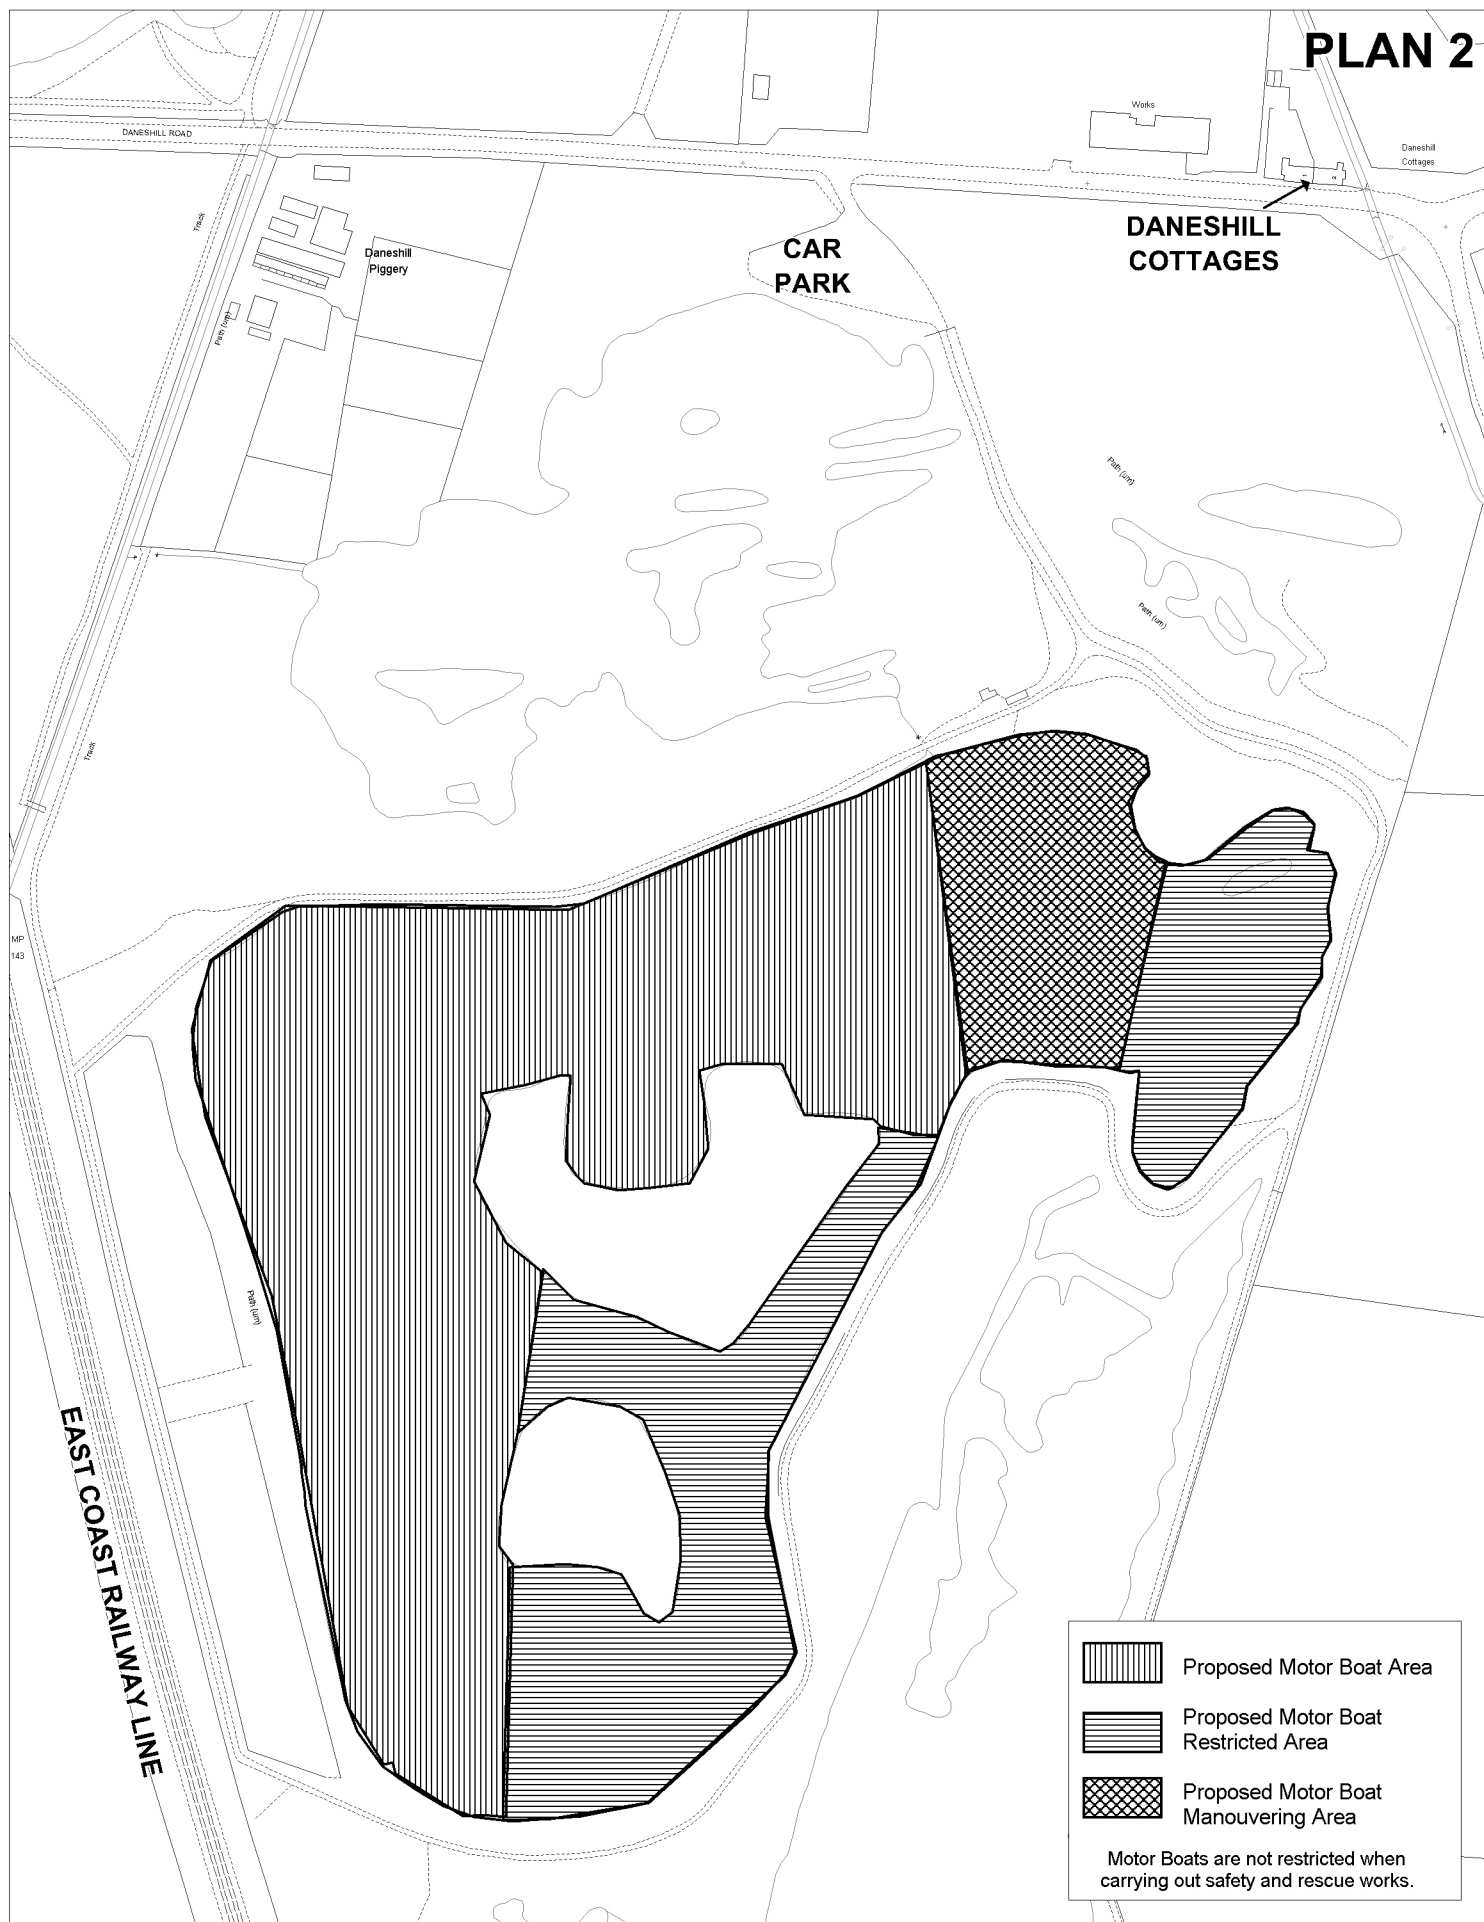 PLAN 2
Works
DANESHILL ROAD
Daneshill
Cottages
1
2
Track
DANESHILL
COTTAGES
CAR
PARK
Daneshill
Piggery
Path (um)
Path (um)
Path (um)
Track
MP
143
Path (um)
EAST COAST RAILWAY LINE
Proposed Motor Boat Area
Proposed Motor Boat
Restricted Area
Proposed Motor Boat
Manouvering Area
Motor Boats are not restricted when
carrying out safety and rescue works.